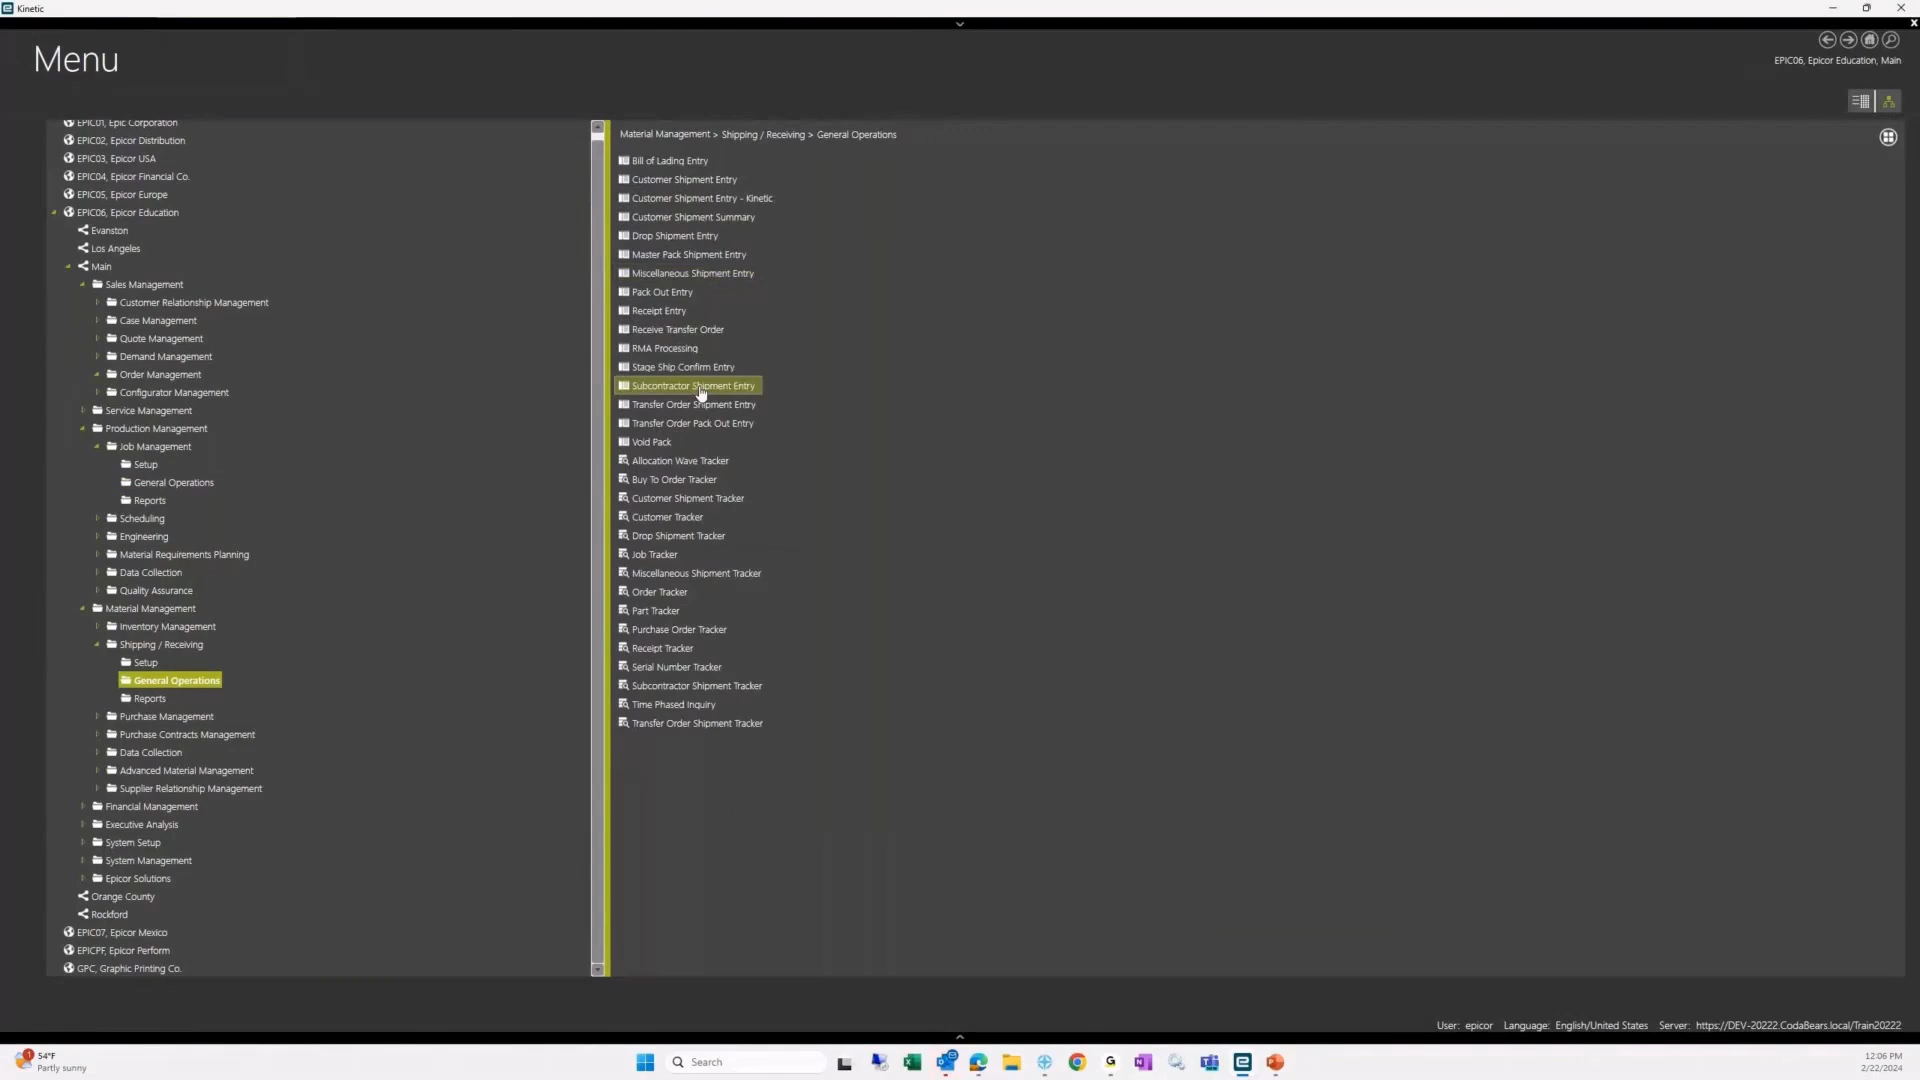 Kinetic
Menu
EPIC06, Epicor Education, Main
EPIC01, Epic Corporation
EPIC02, Epicor Distribution
EPIC03, Epicor USA
EPIC04, Epicor Financial Co.
EPIC05, Epicor Europe
EPIC06, Epicor Education
Evanston
Los Angeles
Main
Sales Management
Customer Relationship Management
Case Management
Quote Management
Demand Management
Order Management
Configurator Management
Service Management
Production Management
Job Management
Setup
General Operations
Reports
Scheduling
Engineering
Material Requirements Planning
Data Collection
Quality Assurance
Material Management
Inventory Management
Shipping / Receiving
Setup
General Operations
Reports
Purchase Management
Purchase Contracts Management
Data Collection
Advanced Material Management
Supplier Relationship Management
Financial Management
Executive Analysis
System Setup
System Management
Epicor Solutions
Orange County
Rockford
EPIC07, Epicor Mexico
EPICPF, Epicor Perform
GPC, Graphic Printing Co.
Material Management > Shipping / Receiving > General Operations
Bill of Lading Entry
Customer Shipment Entry
Customer Shipment Entry - Kinetic
Customer Shipment Summary
Drop Shipment Entry
Master Pack Shipment Entry
Miscellaneous Shipment Entry
Pack Out Entry
Receipt Entry
Receive Transfer Order
RMA Processing
Stage Ship Confirm Entry
Subcontractor Shipment Entry
Transfer Order Shipment Entry
Transfer Order Pack Out Entry
Void Pack
Allocation Wave Tracker
Buy To Order Tracker
Customer Shipment Tracker
Customer Tracker
Drop Shipment Tracker
Job Tracker
Miscellaneous Shipment Tracker
Order Tracker
Part Tracker
Purchase Order Tracker
Receipt Tracker
Serial Number Tracker
Subcontractor Shipment Tracker
Time Phased Inquiry
Transfer Order Shipment Tracker
User: epicor Language: English/United States Server: https://DEV-20222.CodaBears.local/Train20222
1
54°F
Partly sunny
Search
12:06 PM
2/22/2024